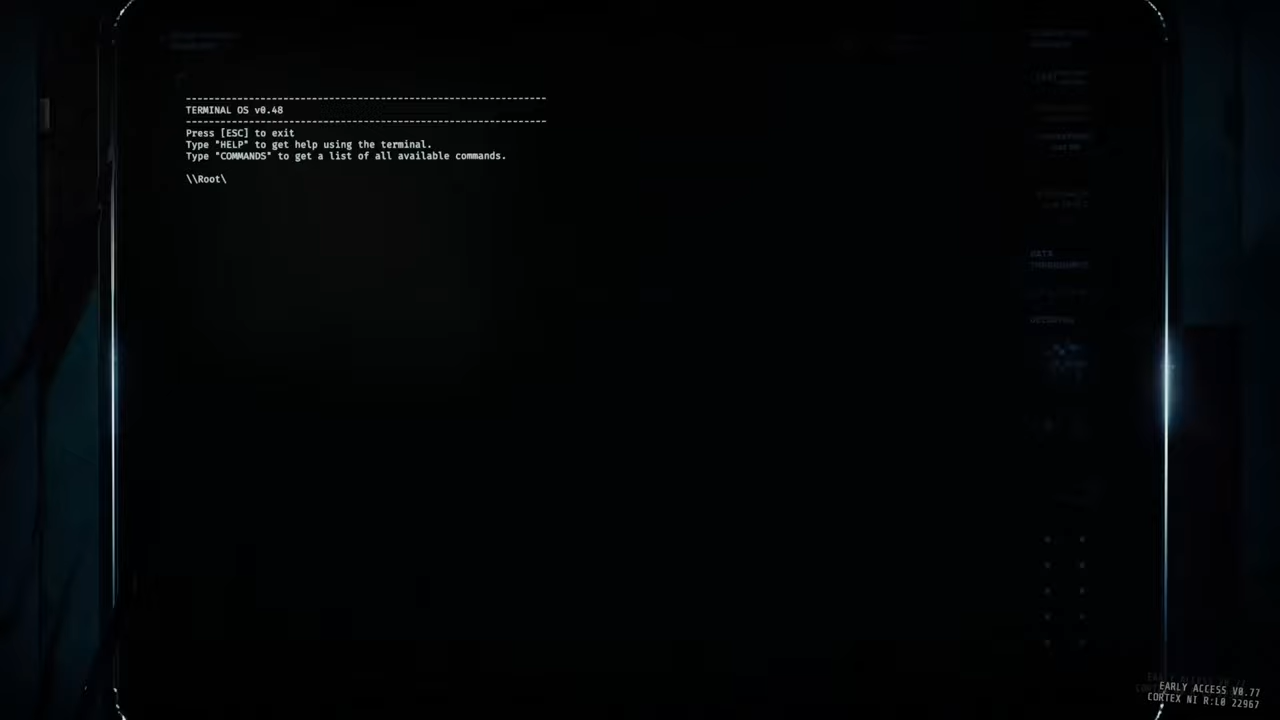 ------------------------------------------------------------
TERMINAL OS v0.48
------------------------------------------------------------
Press [ESC] to exit
Type "HELP" to get help using the terminal.
Type "COMMANDS" to get a list of all available commands.
\\Root\
DATA
EARLY ACCESS V0.77
CORTEX NI R:L0 22967